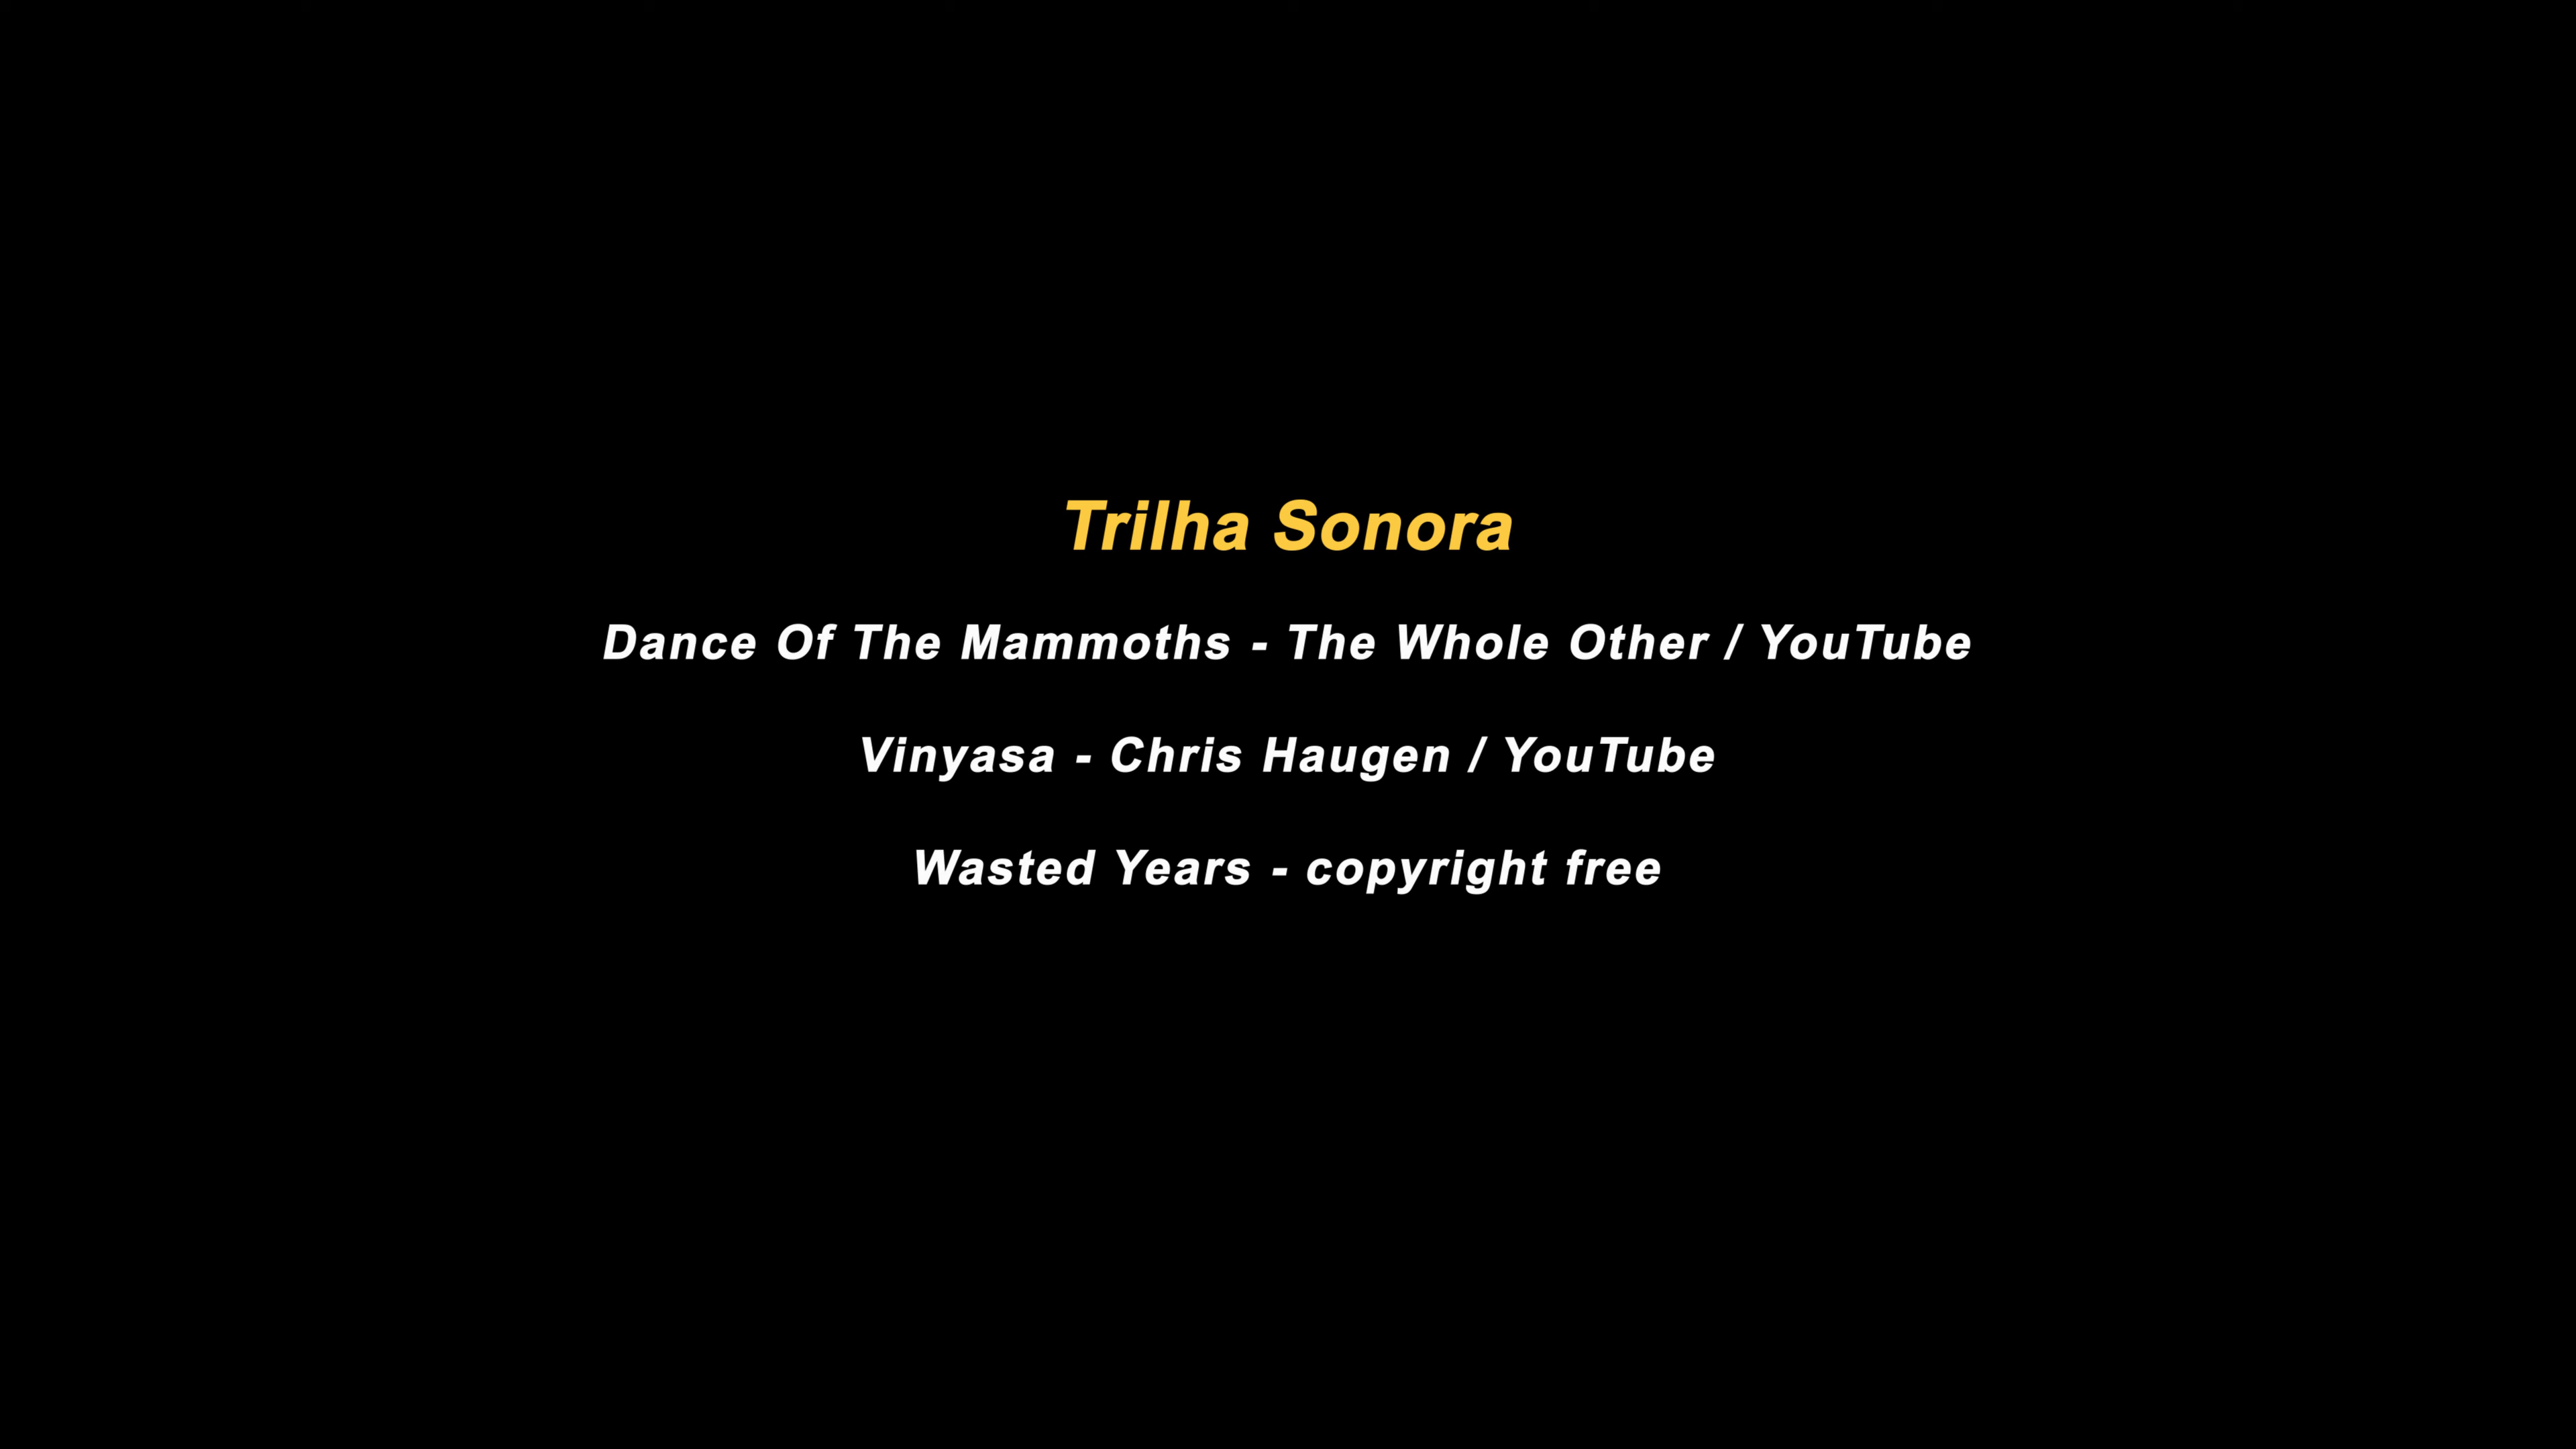 Trilha Sonora
Dance Of The Mammoths - The Whole Other / YouTube
Vinyasa - Chris Haugen / YouTube
Wasted Years - copyright free